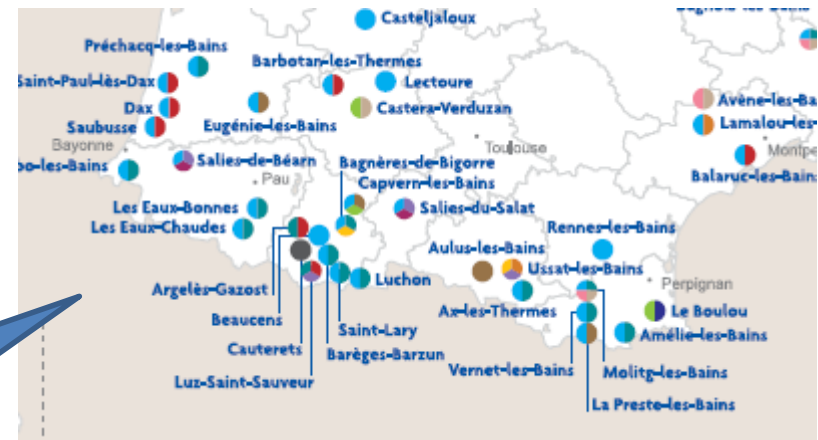 Casteljaloux
Préchacq-les-Bains
Barbotan-les-Thermes
Saint-Paul-lès-Dax
Lectoure
Dax
Castera-Verduzan
Avène-les-Ba
Saubusse
Eugénie-les-Bains
Lamalou-les-
Bayonne
Toulouse
Montpe
bo-les-Bains
Salies-de-Béarn
Bagnères-de-Bigorre
Balaruc-les-Bains
Pau
Capvern-les-Bains
Les Eaux-Bonnes
Salies-du-Salat
Les Eaux-Chaudes
Rennes-les-Bains
Aulus-les-Bains
Ussat-les-Bains
Argelès-Gazost
Luchon
Perpignan
Beaucens
Ax-les-Thermes
Le Boulou
Saint-Lary
Amélie-les-Bains
Cauterets
Barèges-Barzun
Vernet-les-Bains
Molitg-les-Bains
Luz-Saint-Sauveur
La Preste-les-Bains